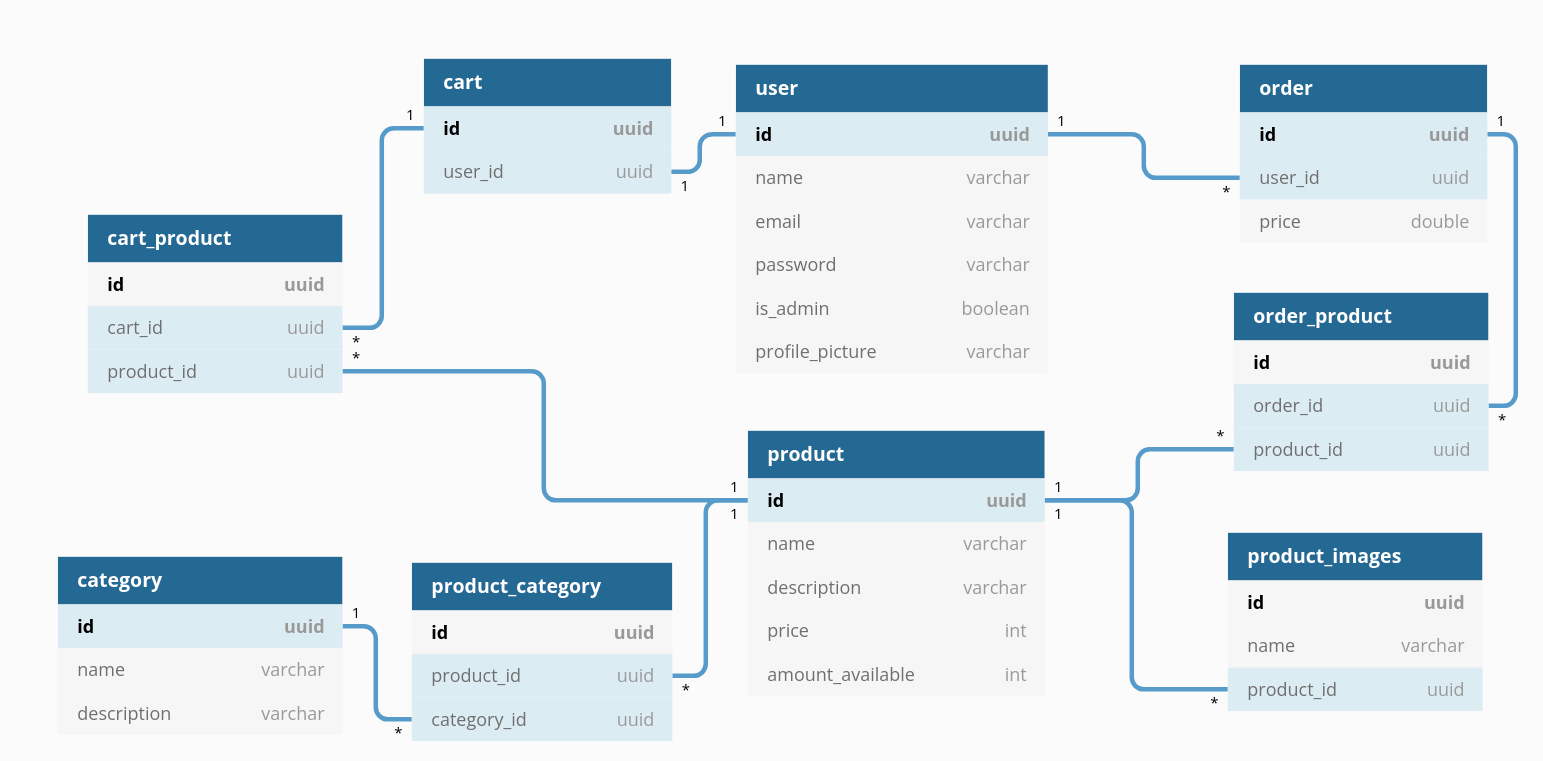 cart
1
id uuid
user_id uuid
1
user
1
id uuid
1
name varchar
email varchar
password varchar
is_admin boolean
profile_picture varchar
order
id uuid
1
user_id uuid
*
price double
cart_product
id uuid
cart_id uuid
*
*
product_id uuid
order_product
id uuid
order_id uuid
*
*
product_id uuid
product
1
id uuid
1
1
1
name varchar
description varchar
price int
amount_available int
product_images
id uuid
name varchar
product_id uuid
*
category
id uuid
1
name varchar
description varchar
product_category
id uuid
product_id uuid
*
category_id uuid
*